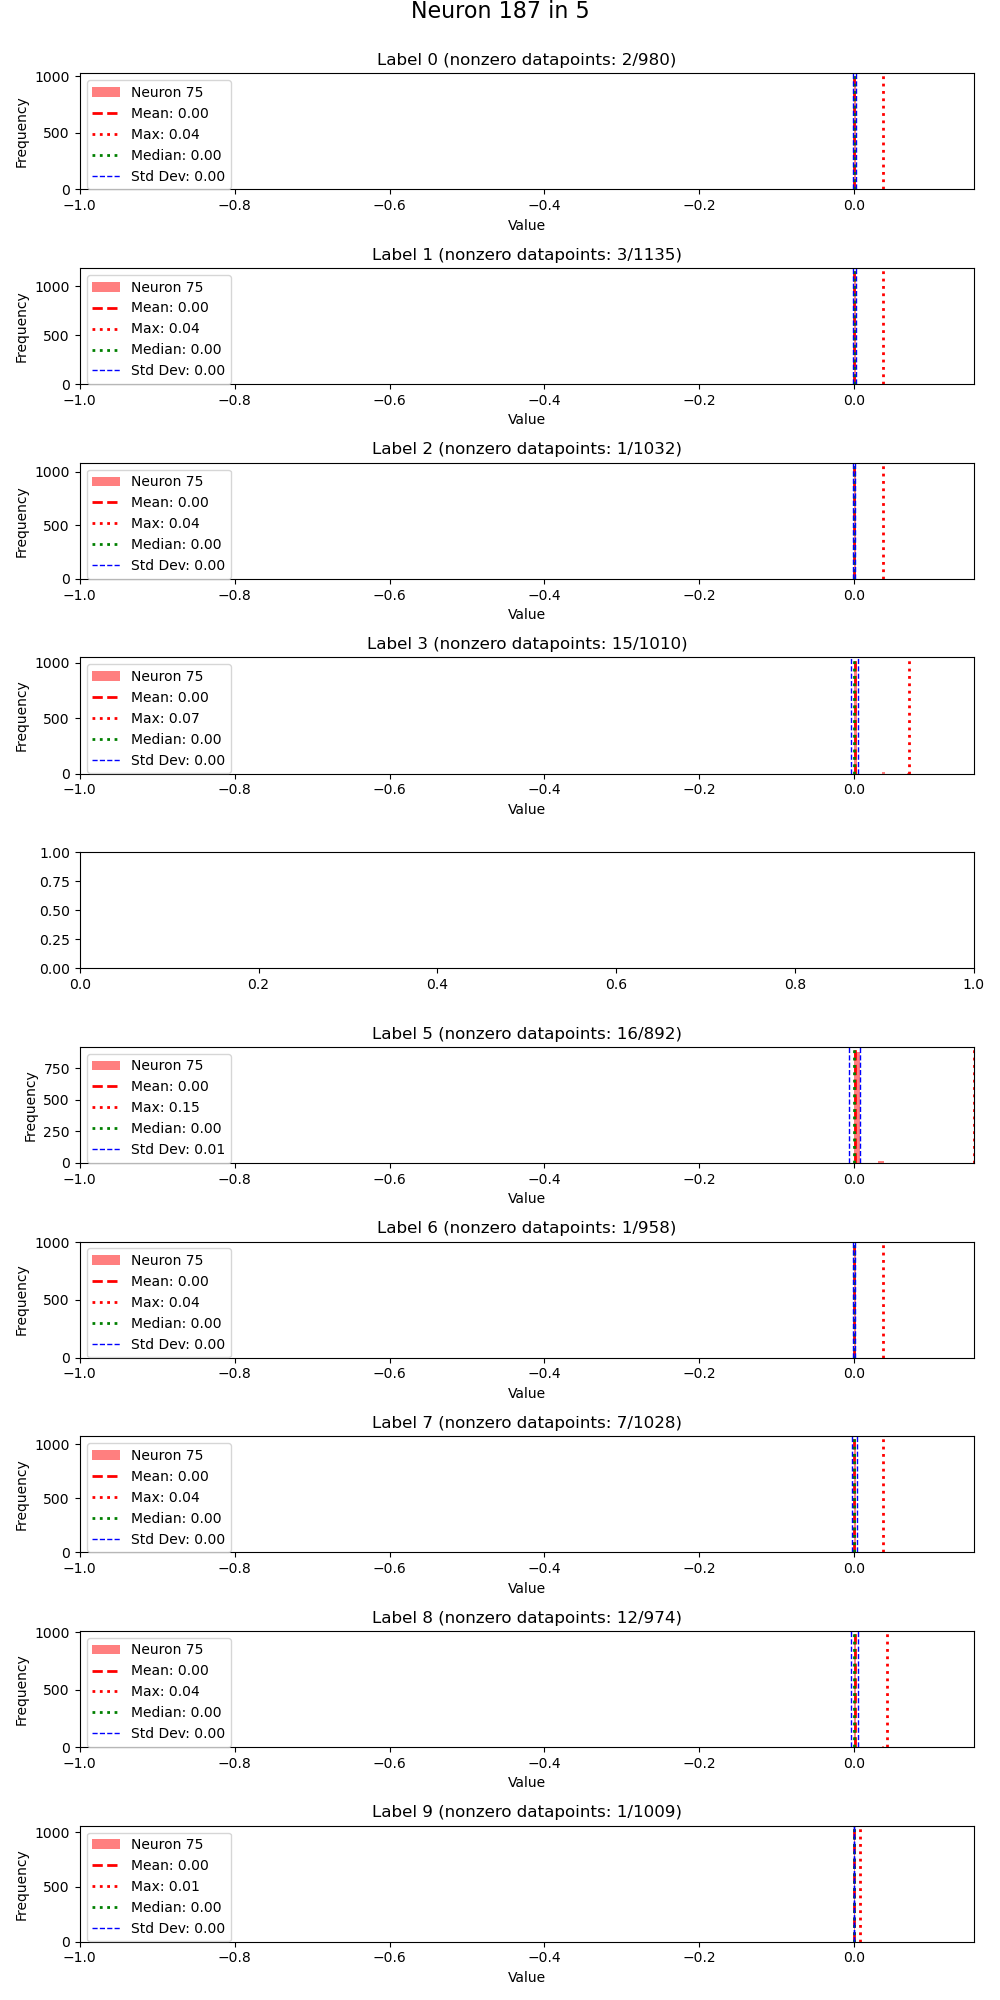 Neuron 187 in 5
Label 0 (nonzero datapoints: 2/980)
1000
500
0
Frequency
Neuron 75
Mean: 0.00
Max: 0.04
Median: 0.00
Std Dev: 0.00
−1.0 −0.8 −0.6 −0.4 −0.2 0.0
Value
Label 1 (nonzero datapoints: 3/1135)
1000
500
0
Frequency
Neuron 75
Mean: 0.00
Max: 0.04
Median: 0.00
Std Dev: 0.00
−1.0 −0.8 −0.6 −0.4 −0.2 0.0
Value
Label 2 (nonzero datapoints: 1/1032)
1000
500
0
Frequency
Neuron 75
Mean: 0.00
Max: 0.04
Median: 0.00
Std Dev: 0.00
−1.0 −0.8 −0.6 −0.4 −0.2 0.0
Value
Label 3 (nonzero datapoints: 15/1010)
1000
500
0
Frequency
Neuron 75
Mean: 0.00
Max: 0.07
Median: 0.00
Std Dev: 0.00
−1.0 −0.8 −0.6 −0.4 −0.2 0.0
Value
1.00
0.75
0.50
0.25
0.00
0.0 0.2 0.4 0.6 0.8 1.0
Label 5 (nonzero datapoints: 16/892)
750
500
250
0
Frequency
Neuron 75
Mean: 0.00
Max: 0.15
Median: 0.00
Std Dev: 0.01
−1.0 −0.8 −0.6 −0.4 −0.2 0.0
Value
Label 6 (nonzero datapoints: 1/958)
1000
500
0
Frequency
Neuron 75
Mean: 0.00
Max: 0.04
Median: 0.00
Std Dev: 0.00
−1.0 −0.8 −0.6 −0.4 −0.2 0.0
Value
Label 7 (nonzero datapoints: 7/1028)
1000
500
0
Frequency
Neuron 75
Mean: 0.00
Max: 0.04
Median: 0.00
Std Dev: 0.00
−1.0 −0.8 −0.6 −0.4 −0.2 0.0
Value
Label 8 (nonzero datapoints: 12/974)
1000
500
0
Frequency
Neuron 75
Mean: 0.00
Max: 0.04
Median: 0.00
Std Dev: 0.00
−1.0 −0.8 −0.6 −0.4 −0.2 0.0
Value
Label 9 (nonzero datapoints: 1/1009)
1000
500
0
Frequency
Neuron 75
Mean: 0.00
Max: 0.01
Median: 0.00
Std Dev: 0.00
−1.0 −0.8 −0.6 −0.4 −0.2 0.0
Value